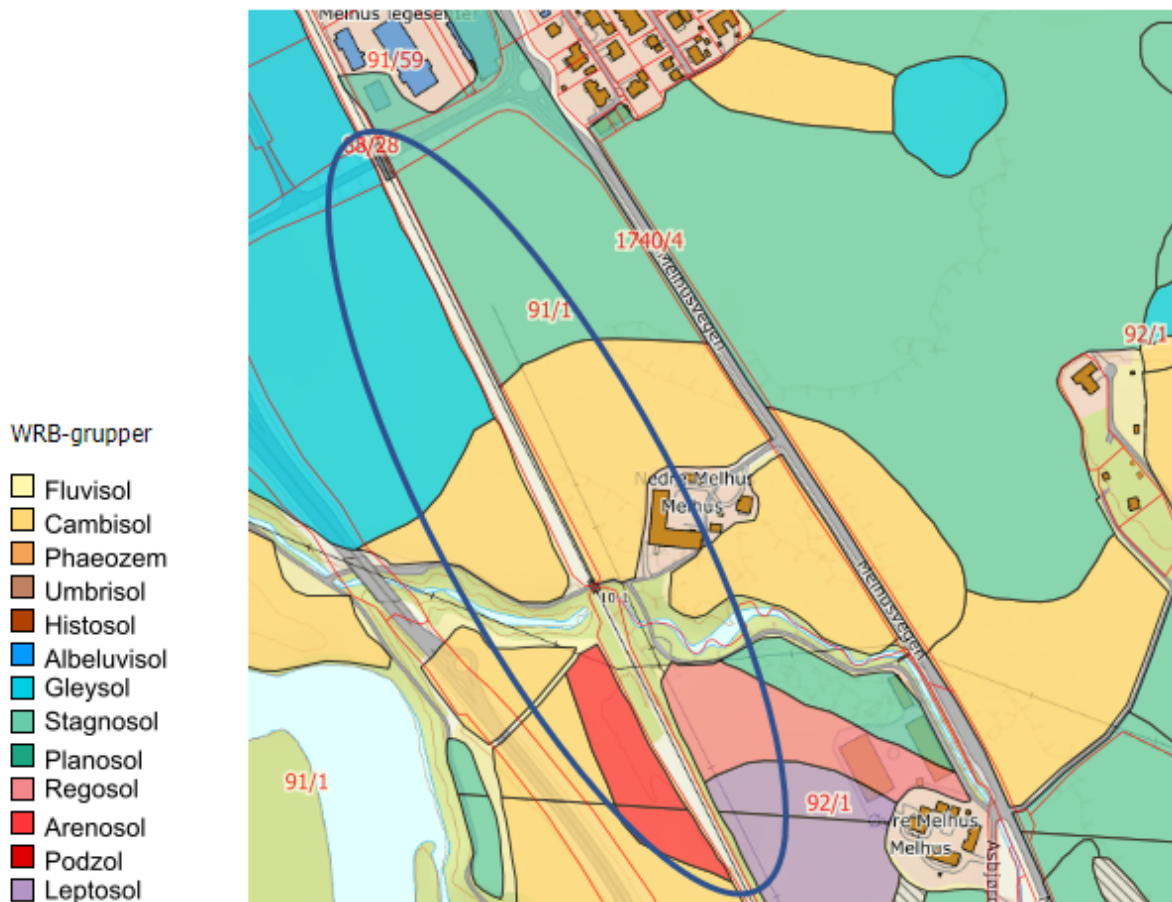 Melhus legesenter
91/59
68/28
1740/4
Melhusvegen
91/1
92/1
Nedre Melhus
Melhus
10-1
Melhusvegen
91/1
92/1
Øvre Melhus
Melhus
Asbjørn
WRB-grupper
Fluvisol
Cambisol
Phaeozem
Umbrisol
Histosol
Albeluvisol
Gleysol
Stagnosol
Planosol
Regosol
Arenosol
Podzol
Leptosol